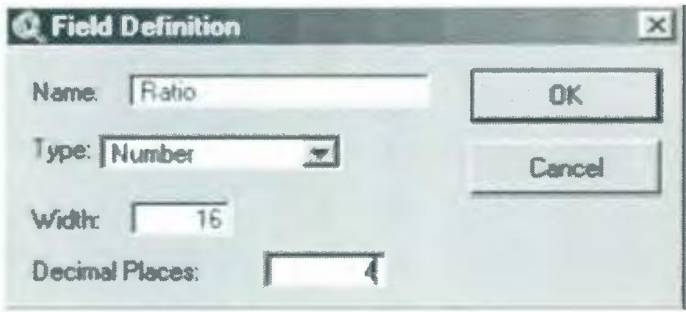 Field Definition
Name: Ratio
OK
Type: Number
Cancel
Width: 16
Decimal Places: 4